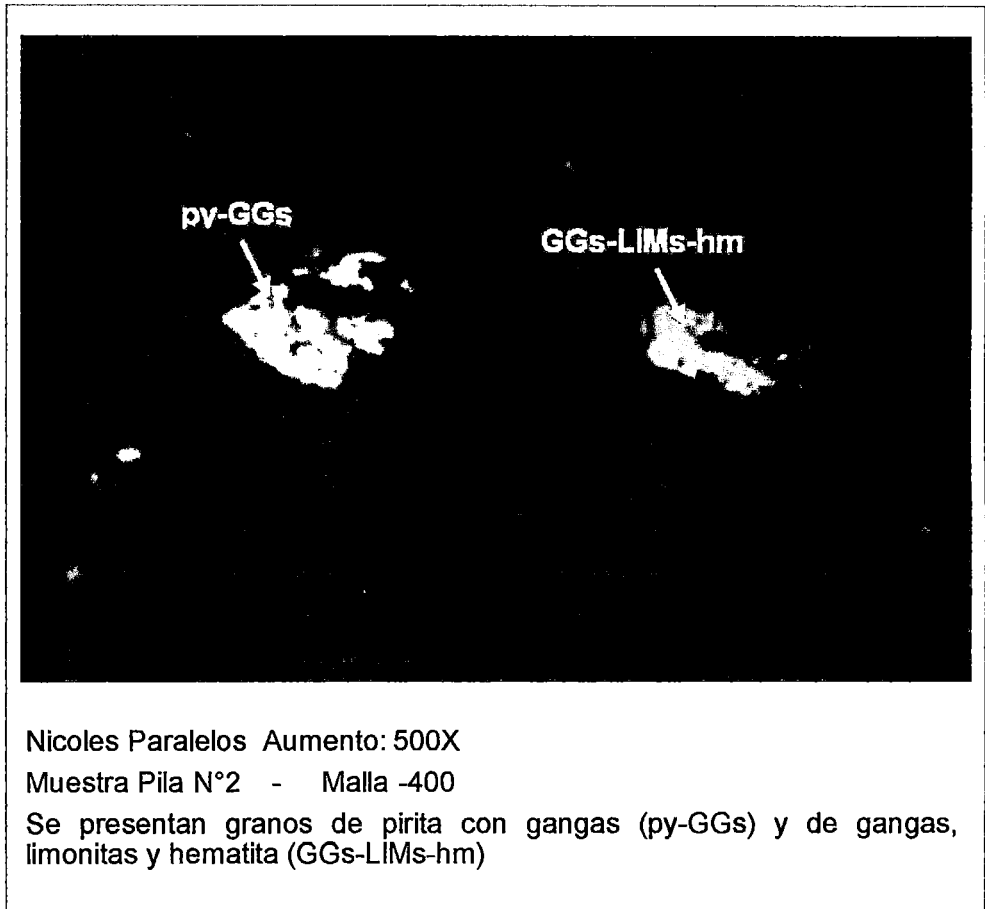 py-GGs
GGs-LIMs-hm
Nicoles Paralelos Aumento: 500X
Muestra Pila N°2 - Malla -400
Se presentan granos de pirita con gangas (py-GGs) y de gangas,
limonitas y hematita (GGs-LIMs-hm)